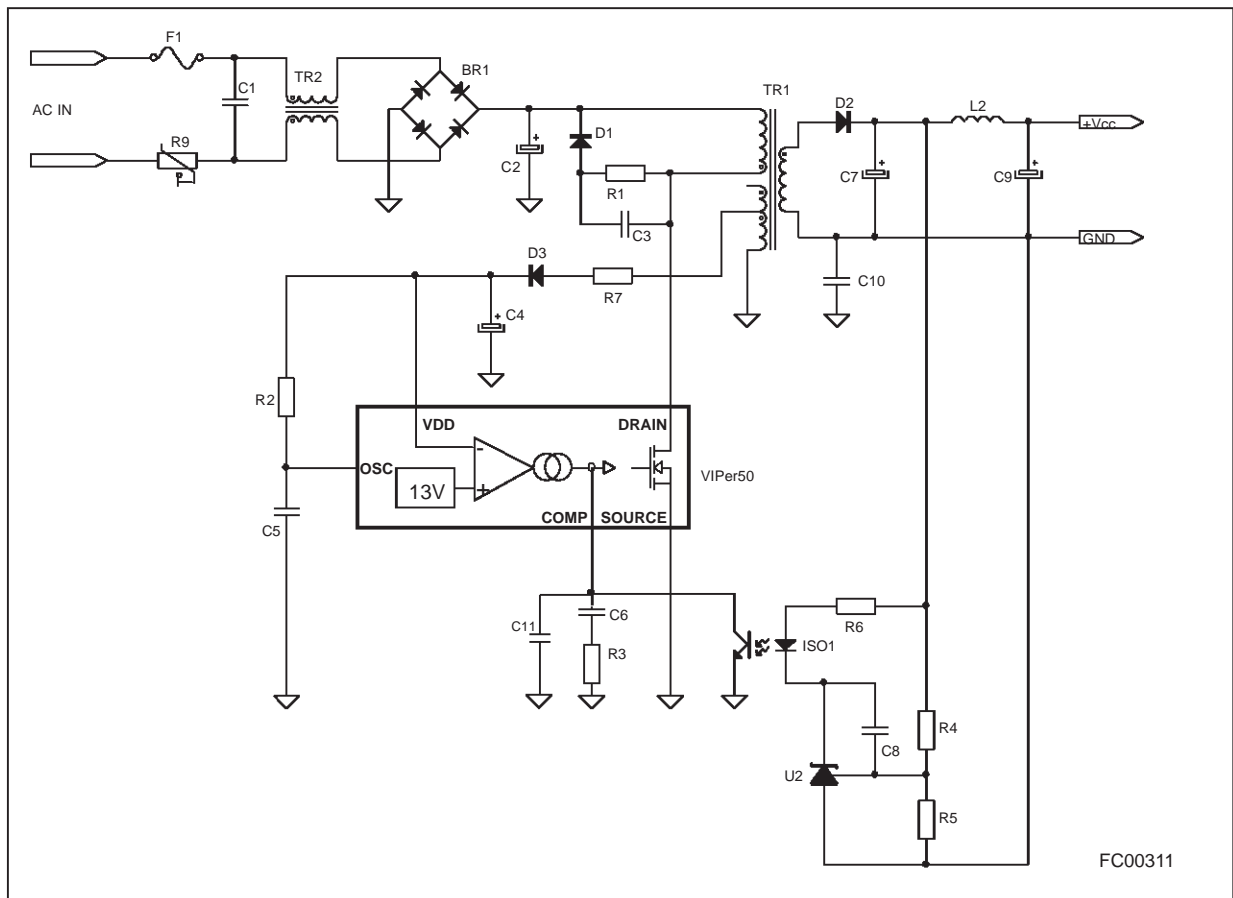 F1
TR2
BR1
TR1
D2
L2
C1
AC IN
R9
C2
D1
R1
C3
C7
C9
+Vcc
GND
D3
R7
C4
C10
R2
VDD
DRAIN
OSC
-
13V
+
VIPer50
COMP SOURCE
C5
C11
C6
R3
R6
ISO1
C8
R4
U2
R5
FC00311